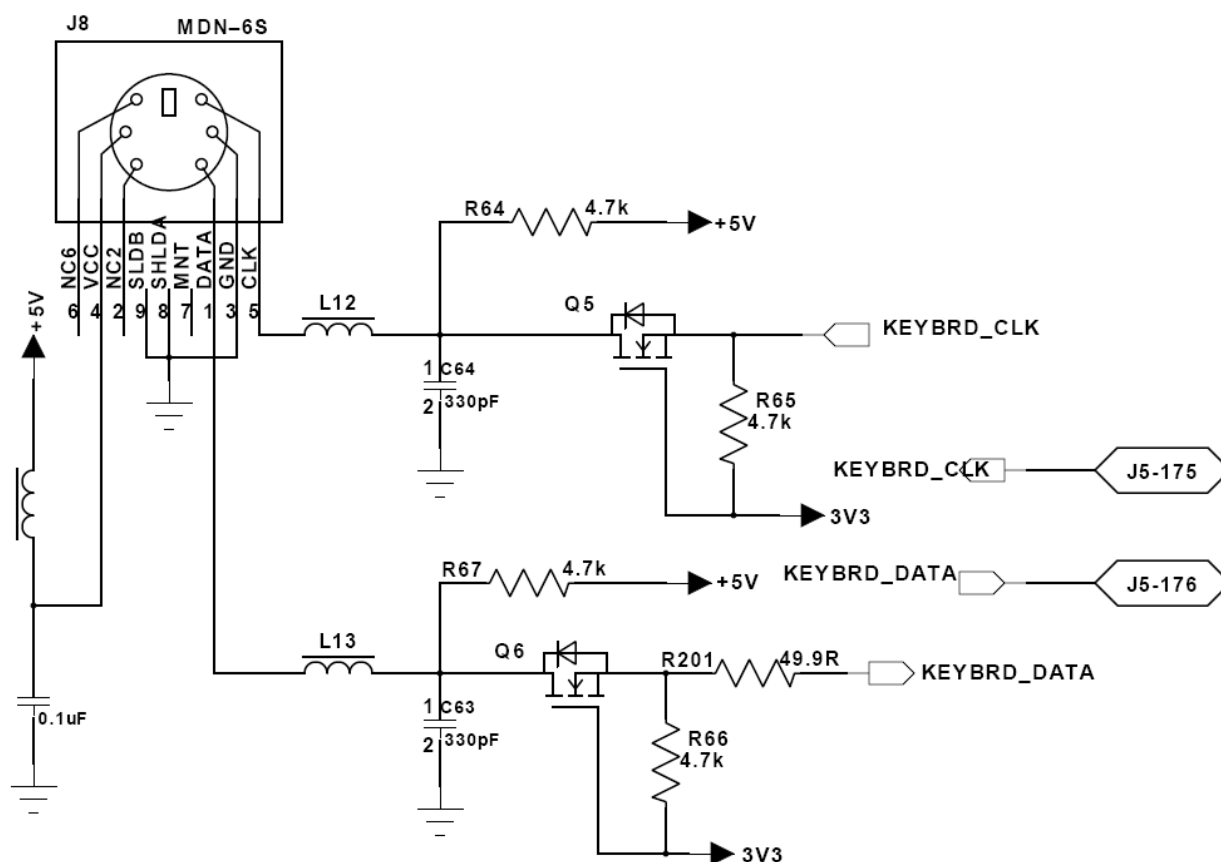 J8 MDN–6S
NC6
VCC
NC2
SLDB
SHLDA
MNT
DATA
GND
CLK
6 4 2 9 8 7 1 3 5
+5V
R64 4.7k
+5V
L12
Q5
KEYBRD_CLK
1 C64
2 330pF
R65
4.7k
KEYBRD_CLK J5-175
3V3
R67 4.7k
+5V
KEYBRD_DATA J5-176
L13
Q6
R201 49.9R
KEYBRD_DATA
1 C63
2 330pF
0.1uF
R66
4.7k
3V3